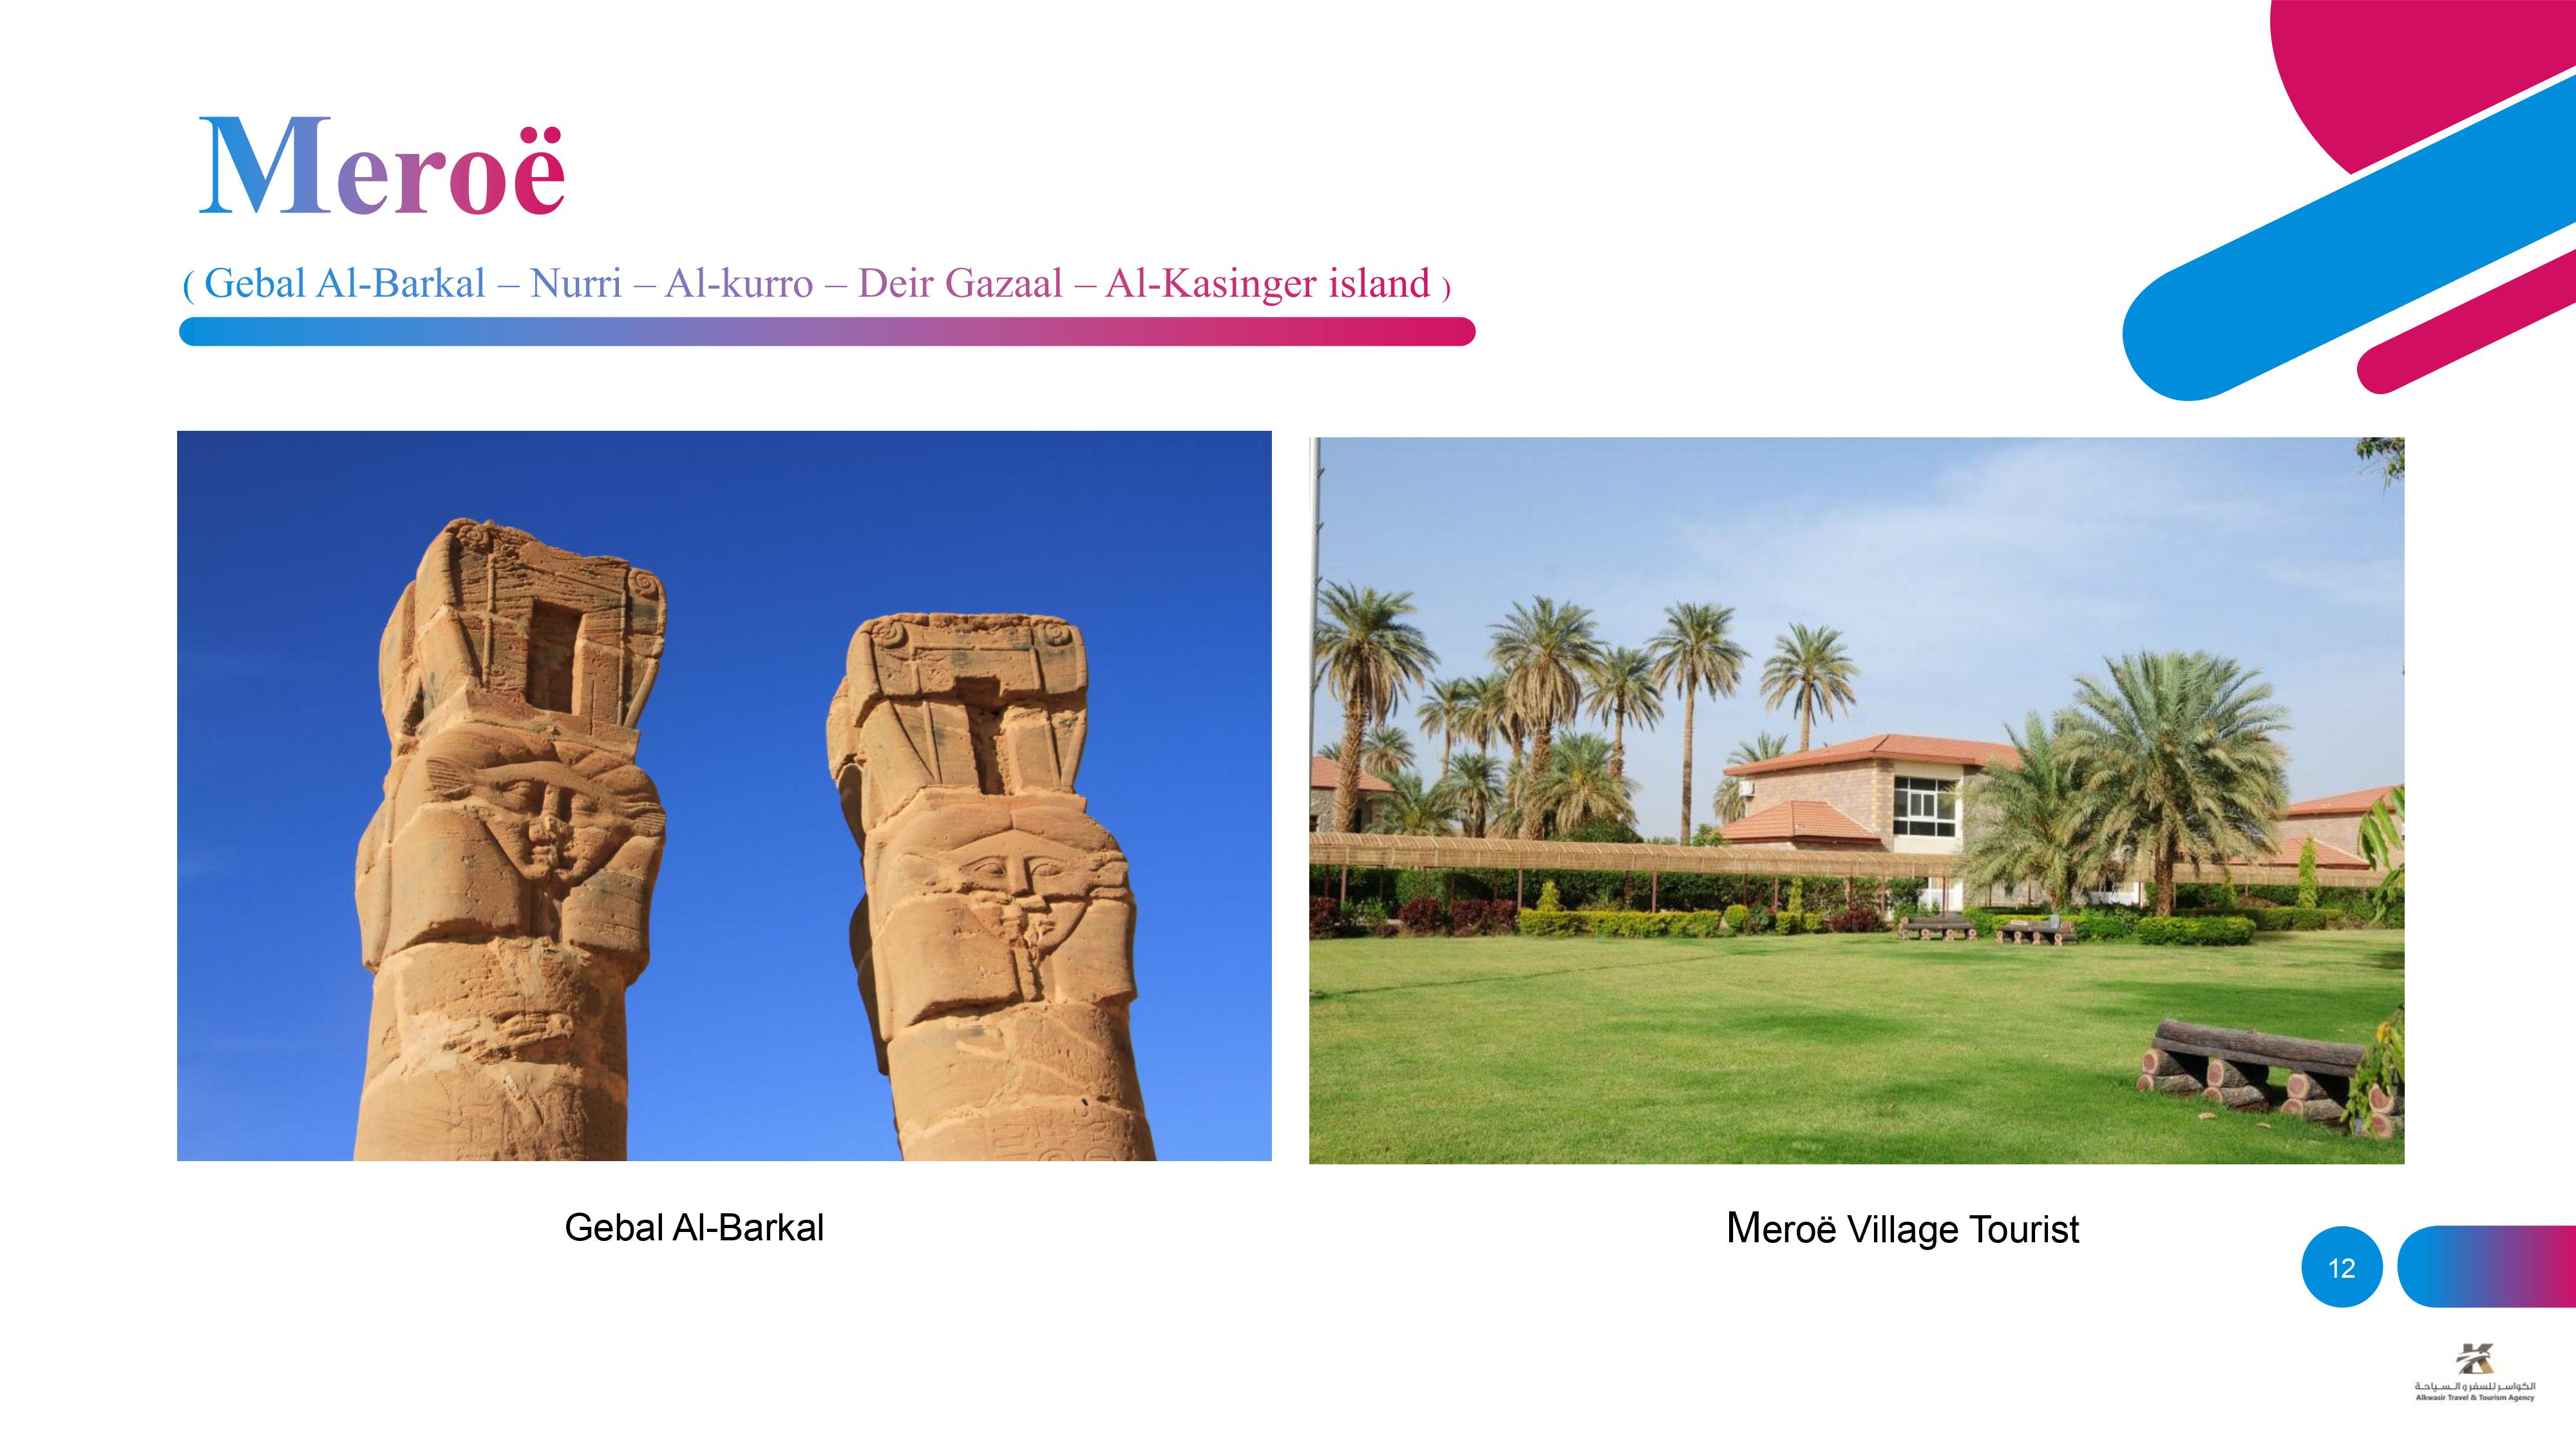 Meroë
( Gebal Al-Barkal – Nurri – Al-kurro – Deir Gazaal – Al-Kasinger island )
Gebal Al-Barkal
Meroë Village Tourist
12
الكواسر للسفر و السياحة
Alkwasir Travel & Tourism Agency